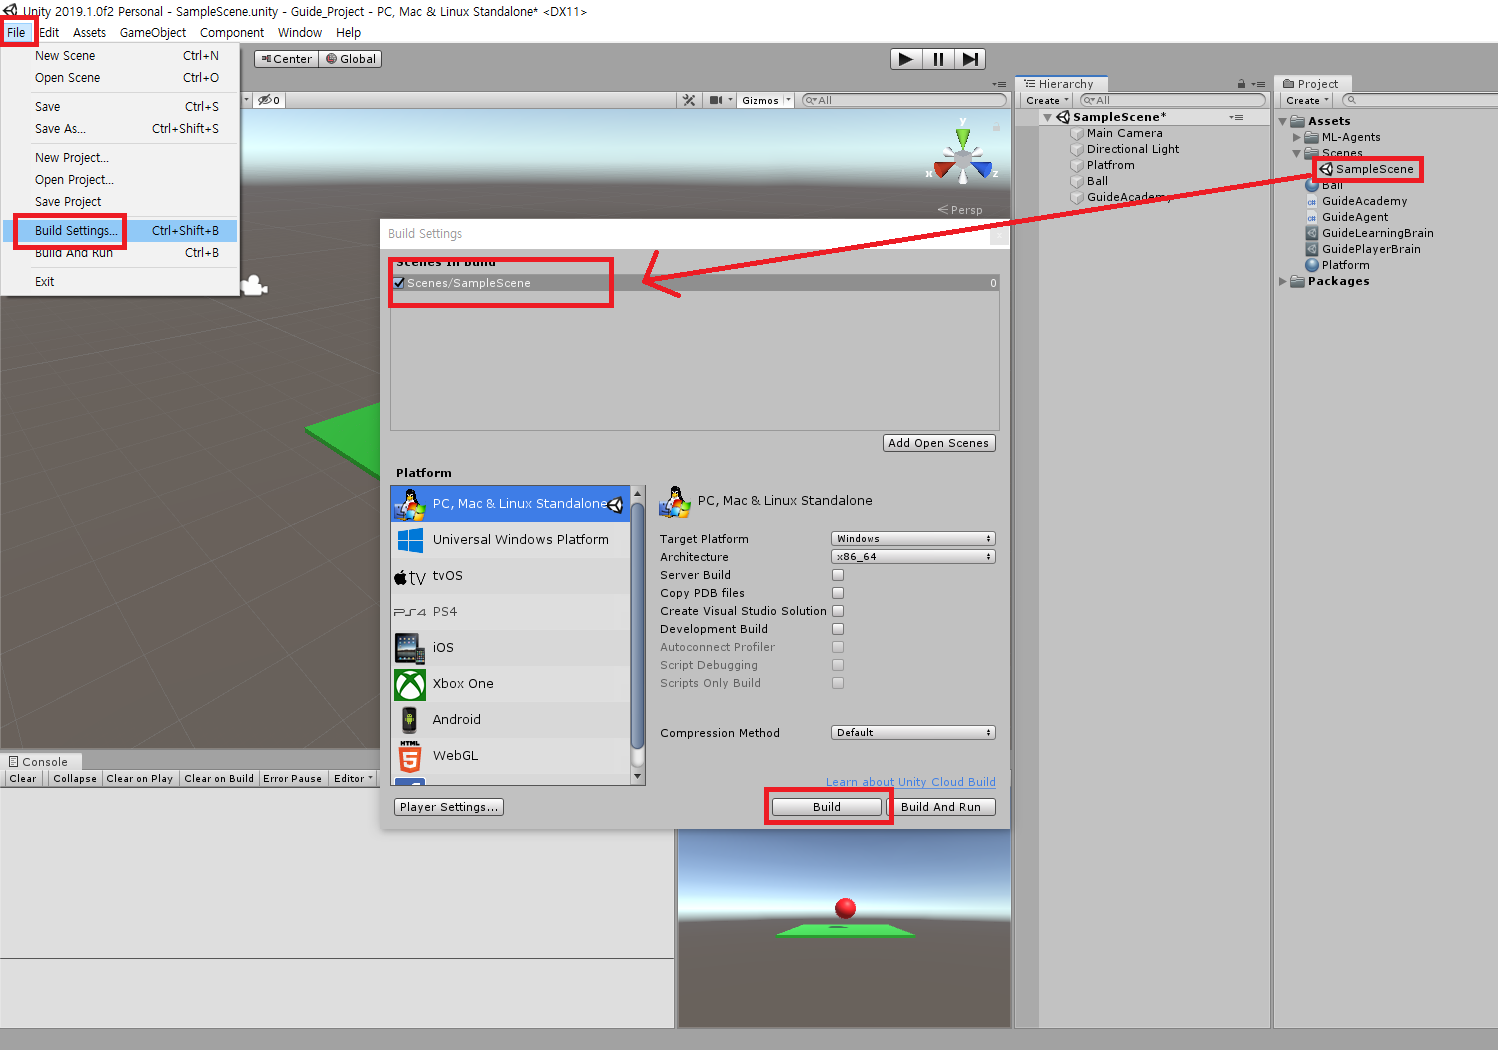 Unity 2019.1.0f2 Personal - SampleScene.unity - Guide_Project - PC, Mac & Linux Standalone* <DX11>
File Edit Assets GameObject Component Window Help
New Scene Ctrl+N
Open Scene Ctrl+O
Save Ctrl+S
Save As... Ctrl+Shift+S
New Project...
Open Project...
Save Project
Build Settings... Ctrl+Shift+B
Build And Run Ctrl+B
Exit
Center Global
0 Gizmos All
y
x z
Persp
Hierarchy
Create All
SampleScene*
Main Camera
Directional Light
Platfrom
Ball
GuideAcademy
Project
Create
Assets
ML-Agents
Scenes
SampleScene
Ball
GuideAcademy
GuideAgent
GuideLearningBrain
GuidePlayerBrain
Platform
Packages
Build Settings
Scenes In Build
Scenes/SampleScene 0
Add Open Scenes
Platform
PC, Mac & Linux Standalone
Universal Windows Platform
tv tvOS
PS4 PS4
iOS
Xbox One
Android
HTML
5 WebGL
Player Settings...
PC, Mac & Linux Standalone
Target Platform Windows
Architecture x86_64
Server Build
Copy PDB files
Create Visual Studio Solution
Development Build
Autoconnect Profiler
Script Debugging
Scripts Only Build
Compression Method Default
Learn about Unity Cloud Build
Build Build And Run
Console
Clear Collapse Clear on Play Clear on Build Error Pause Editor